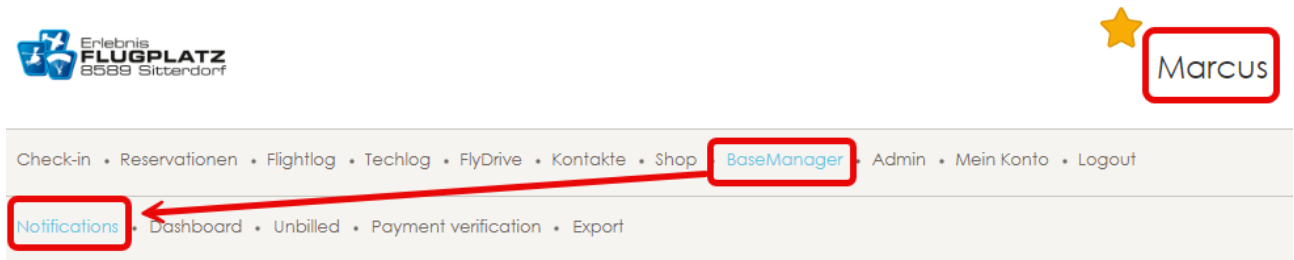 Erlebnis
FLUGPLATZ
8589 Sitterdorf
Marcus
Check-in • Reservationen • Flightlog • Techlog • FlyDrive • Kontakte • Shop • BaseManager • Admin • Mein Konto • Logout
Notifications • Dashboard • Unbilled • Payment verification • Export